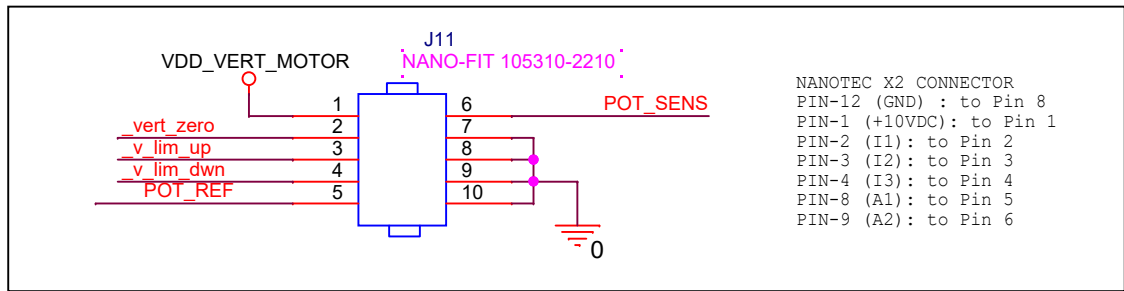 J11
NANO-FIT 105310-2210
VDD_VERT_MOTOR
1
2
3
4
5
6
7
8
9
10
_vert_zero
_v_lim_up
_v_lim_dwn
POT_REF
POT_SENS
0
NANOTEC X2 CONNECTOR
PIN-12 (GND) : to Pin 8
PIN-1 (+10VDC): to Pin 1
PIN-2 (I1): to Pin 2
PIN-3 (I2): to Pin 3
PIN-4 (I3): to Pin 4
PIN-8 (A1): to Pin 5
PIN-9 (A2): to Pin 6